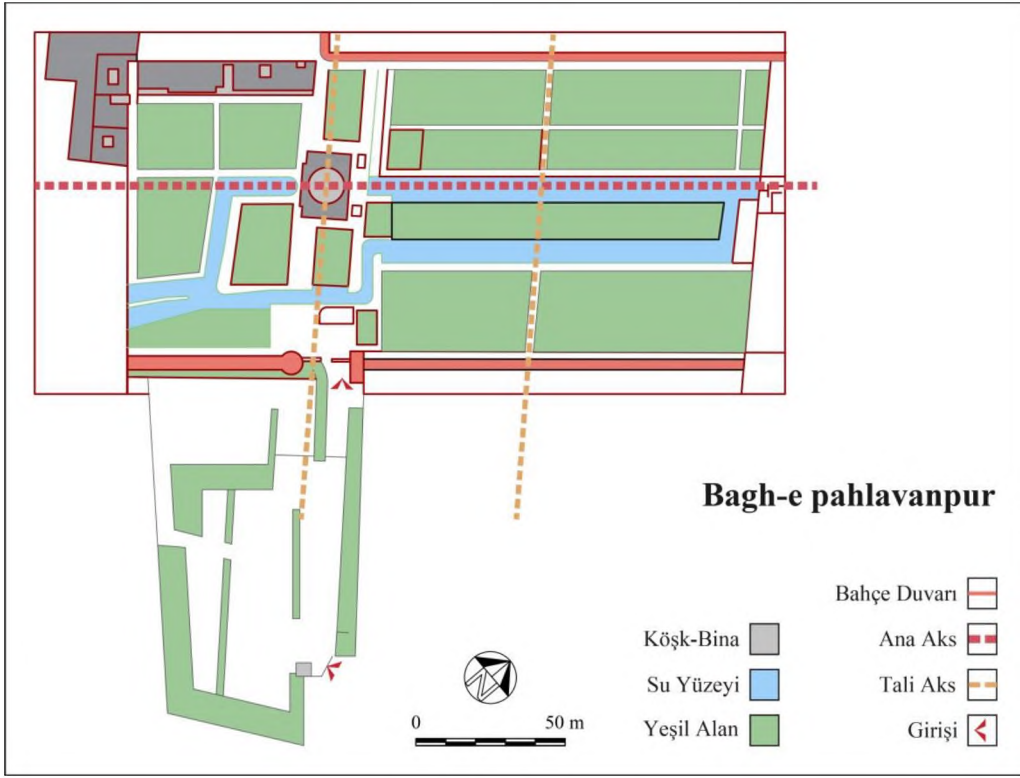 Bagh-e pahlavanpur
Bahçe Duvarı
Köşk-Bina
Ana Aks
Su Yüzeyi
Tali Aks
Yeşil Alan
Girişi
N
0 50 m